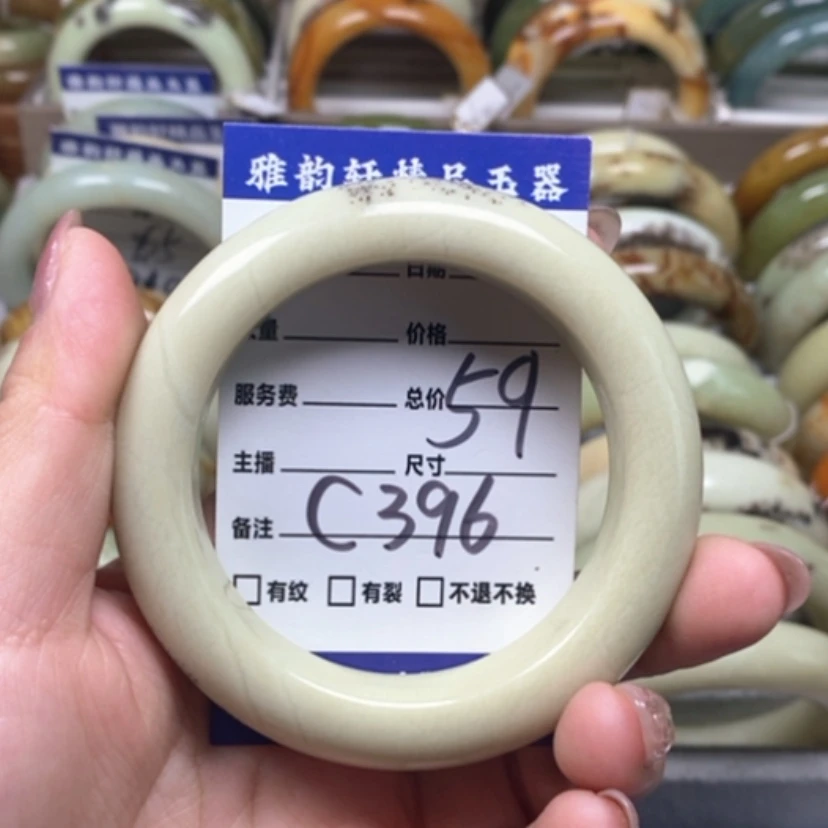 雅韵轩精品玉器
日期
量 价格
服务费 总价 59
主播 尺寸
备注 C396
□有纹 □有裂 □不退不换